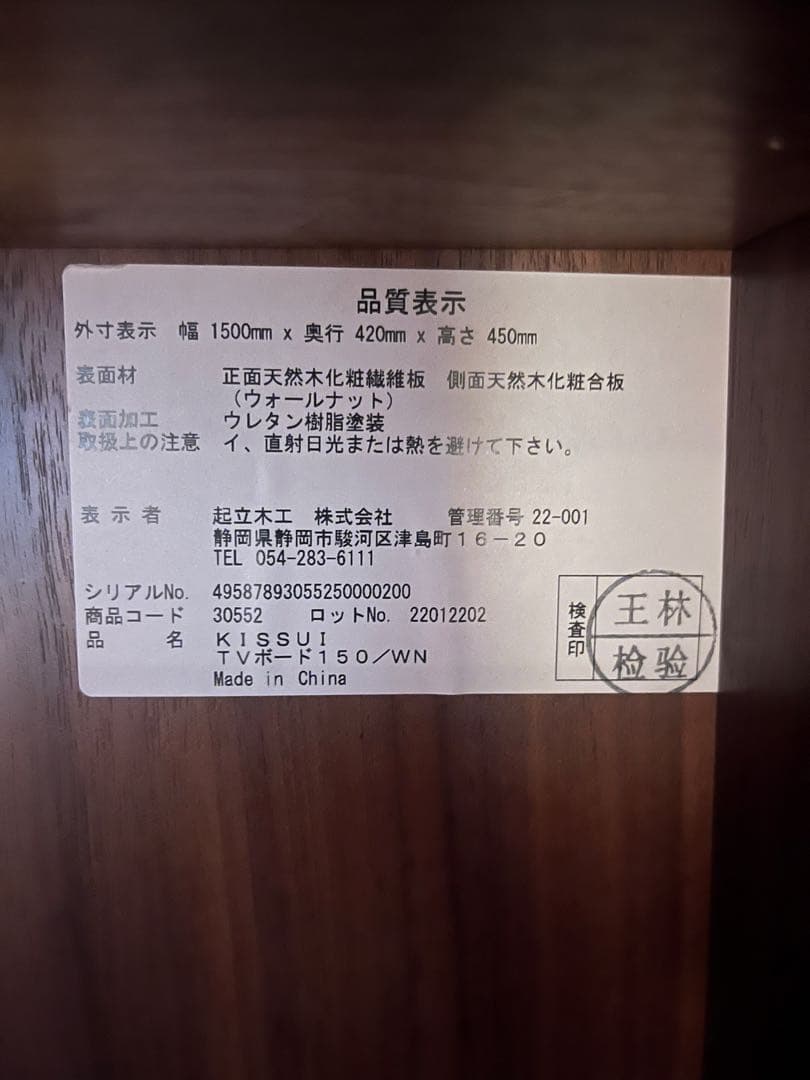 品質表示
外寸表示 幅 1500mm x 奥行 420mm x 高さ 450mm
表面材 正面天然木化粧繊維板 側面天然木化粧合板
（ウォールナット）
表面加工 ウレタン樹脂塗装
取扱上の注意 イ、直射日光または熱を避けて下さい。
表示者 起立木工 株式会社 管理番号 22-001
静岡県静岡市駿河区津島町１６－２０
TEL 054-283-6111
シリアルNo. 49587893055250000200
商品コード 30552 ロットNo. 22012202
品名 ＫＩＳＳＵＩ
ＴＶボード１５０／ＷＮ
Made in China
検査印
王林
检验